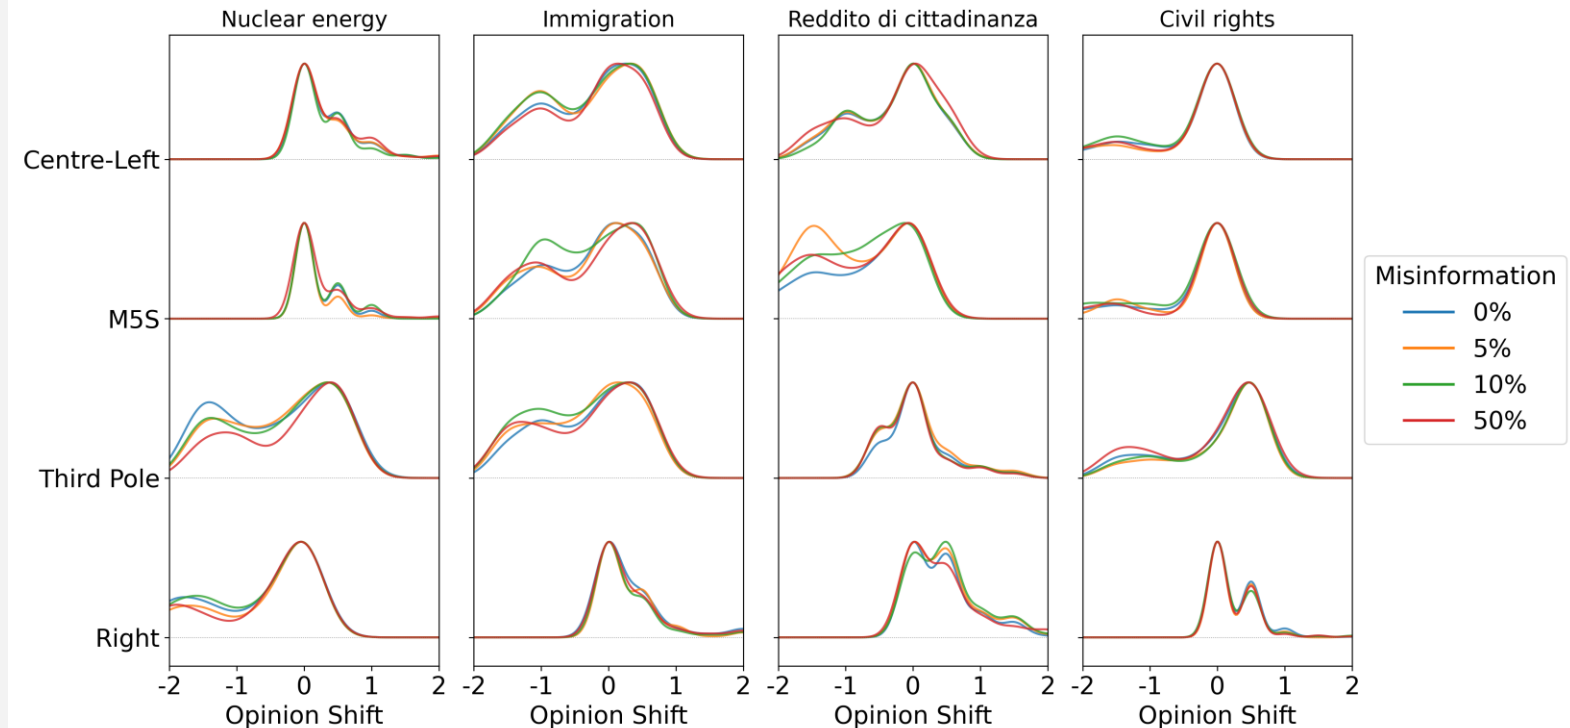 Nuclear energy
Immigration
Reddito di cittadinanza
Civil rights
Centre-Left
M5S
Third Pole
Right
-2 -1 0 1 2
-2 -1 0 1 2
-2 -1 0 1 2
-2 -1 0 1 2
Opinion Shift
Opinion Shift
Opinion Shift
Opinion Shift
Misinformation
0%
5%
10%
50%